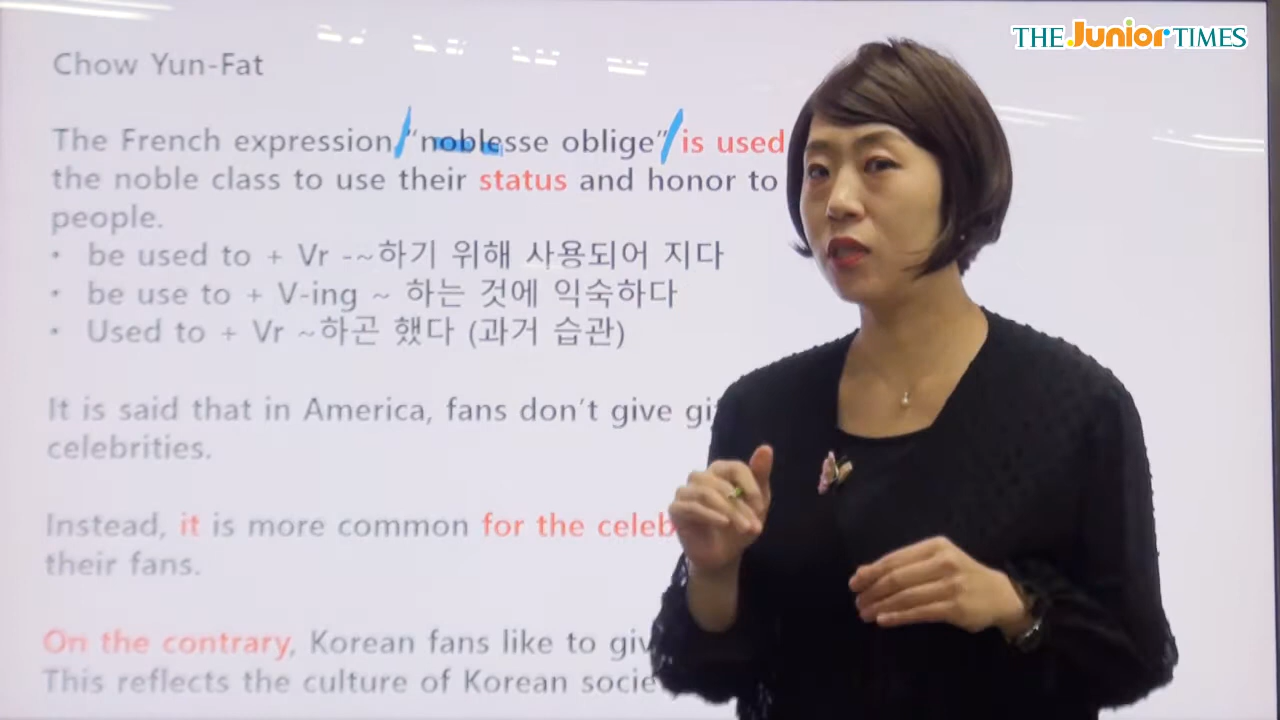 THE Junior TIMES
Chow Yun-Fat
The French expression "noblesse oblige" is used
the noble class to use their status and honor to
people.
• be used to + Vr -~하기 위해 사용되어 지다
• be use to + V-ing ~ 하는 것에 익숙하다
• Used to + Vr ~하곤 했다 (과거 습관)
It is said that in America, fans don't give
celebrities.
Instead, it is more common for the
their fans.
On the contrary, Korean fans like to
This reflects the culture of Korean